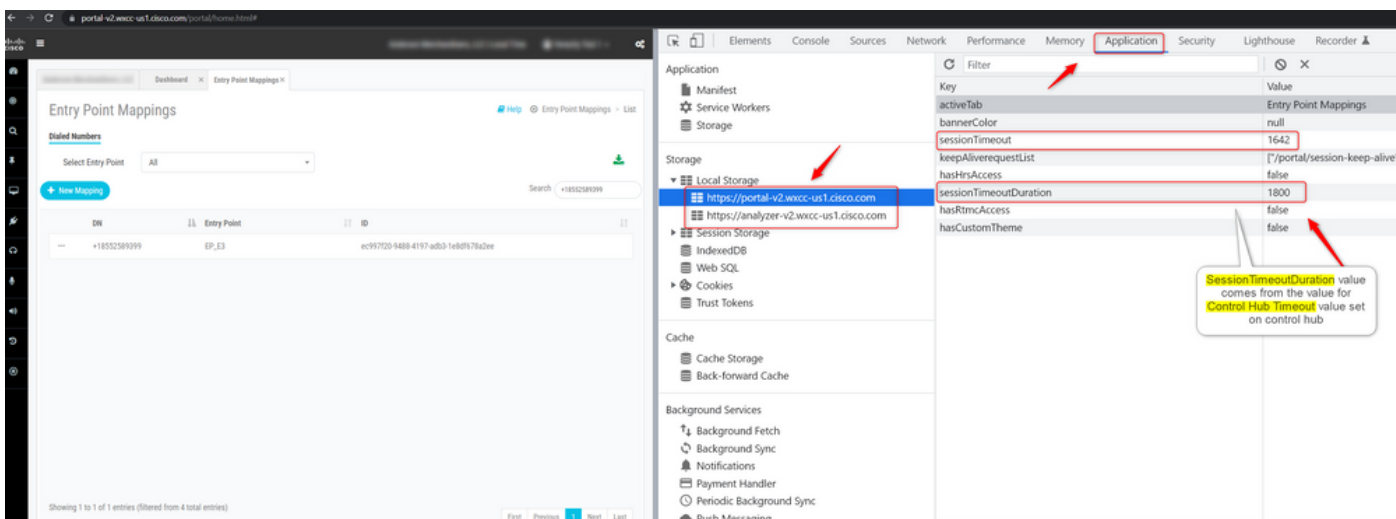 portal-v2.wxcc-us1.cisco.com/portal/home.html#
Elements Console Sources Network Performance Memory Application Security Lighthouse Recorder
cisco
Dashboard × Entry Point Mappings ×
Entry Point Mappings
Help Entry Point Mappings > List
Dialed Numbers
Select Entry Point All
+ New Mapping
Search +18552589399
DN Entry Point ID
+18552589399 EP_E3 ec997f20-9488-4197-adb3-1e8df678a2ee
Showing 1 to 1 of 1 entries (filtered from 4 total entries)
First Previous 1 Next Last
Application
Manifest
Service Workers
Storage
Storage
Local Storage
https://portal-v2.wxcc-us1.cisco.com
https://analyzer-v2.wxcc-us1.cisco.com
Session Storage
IndexedDB
Web SQL
Cookies
Trust Tokens
Cache
Cache Storage
Back-forward Cache
Background Services
Background Fetch
Background Sync
Notifications
Payment Handler
Periodic Background Sync
Push Messaging
Filter
Key Value
activeTab Entry Point Mappings
bannerColor null
sessionTimeout 1642
keepAliverequestList ["/portal/session-keep-alive
hasHrsAccess false
sessionTimeoutDuration 1800
hasRtmcAccess false
hasCustomTheme false
SessionTimeoutDuration value
comes from the value for
Control Hub Timeout value set
on control hub